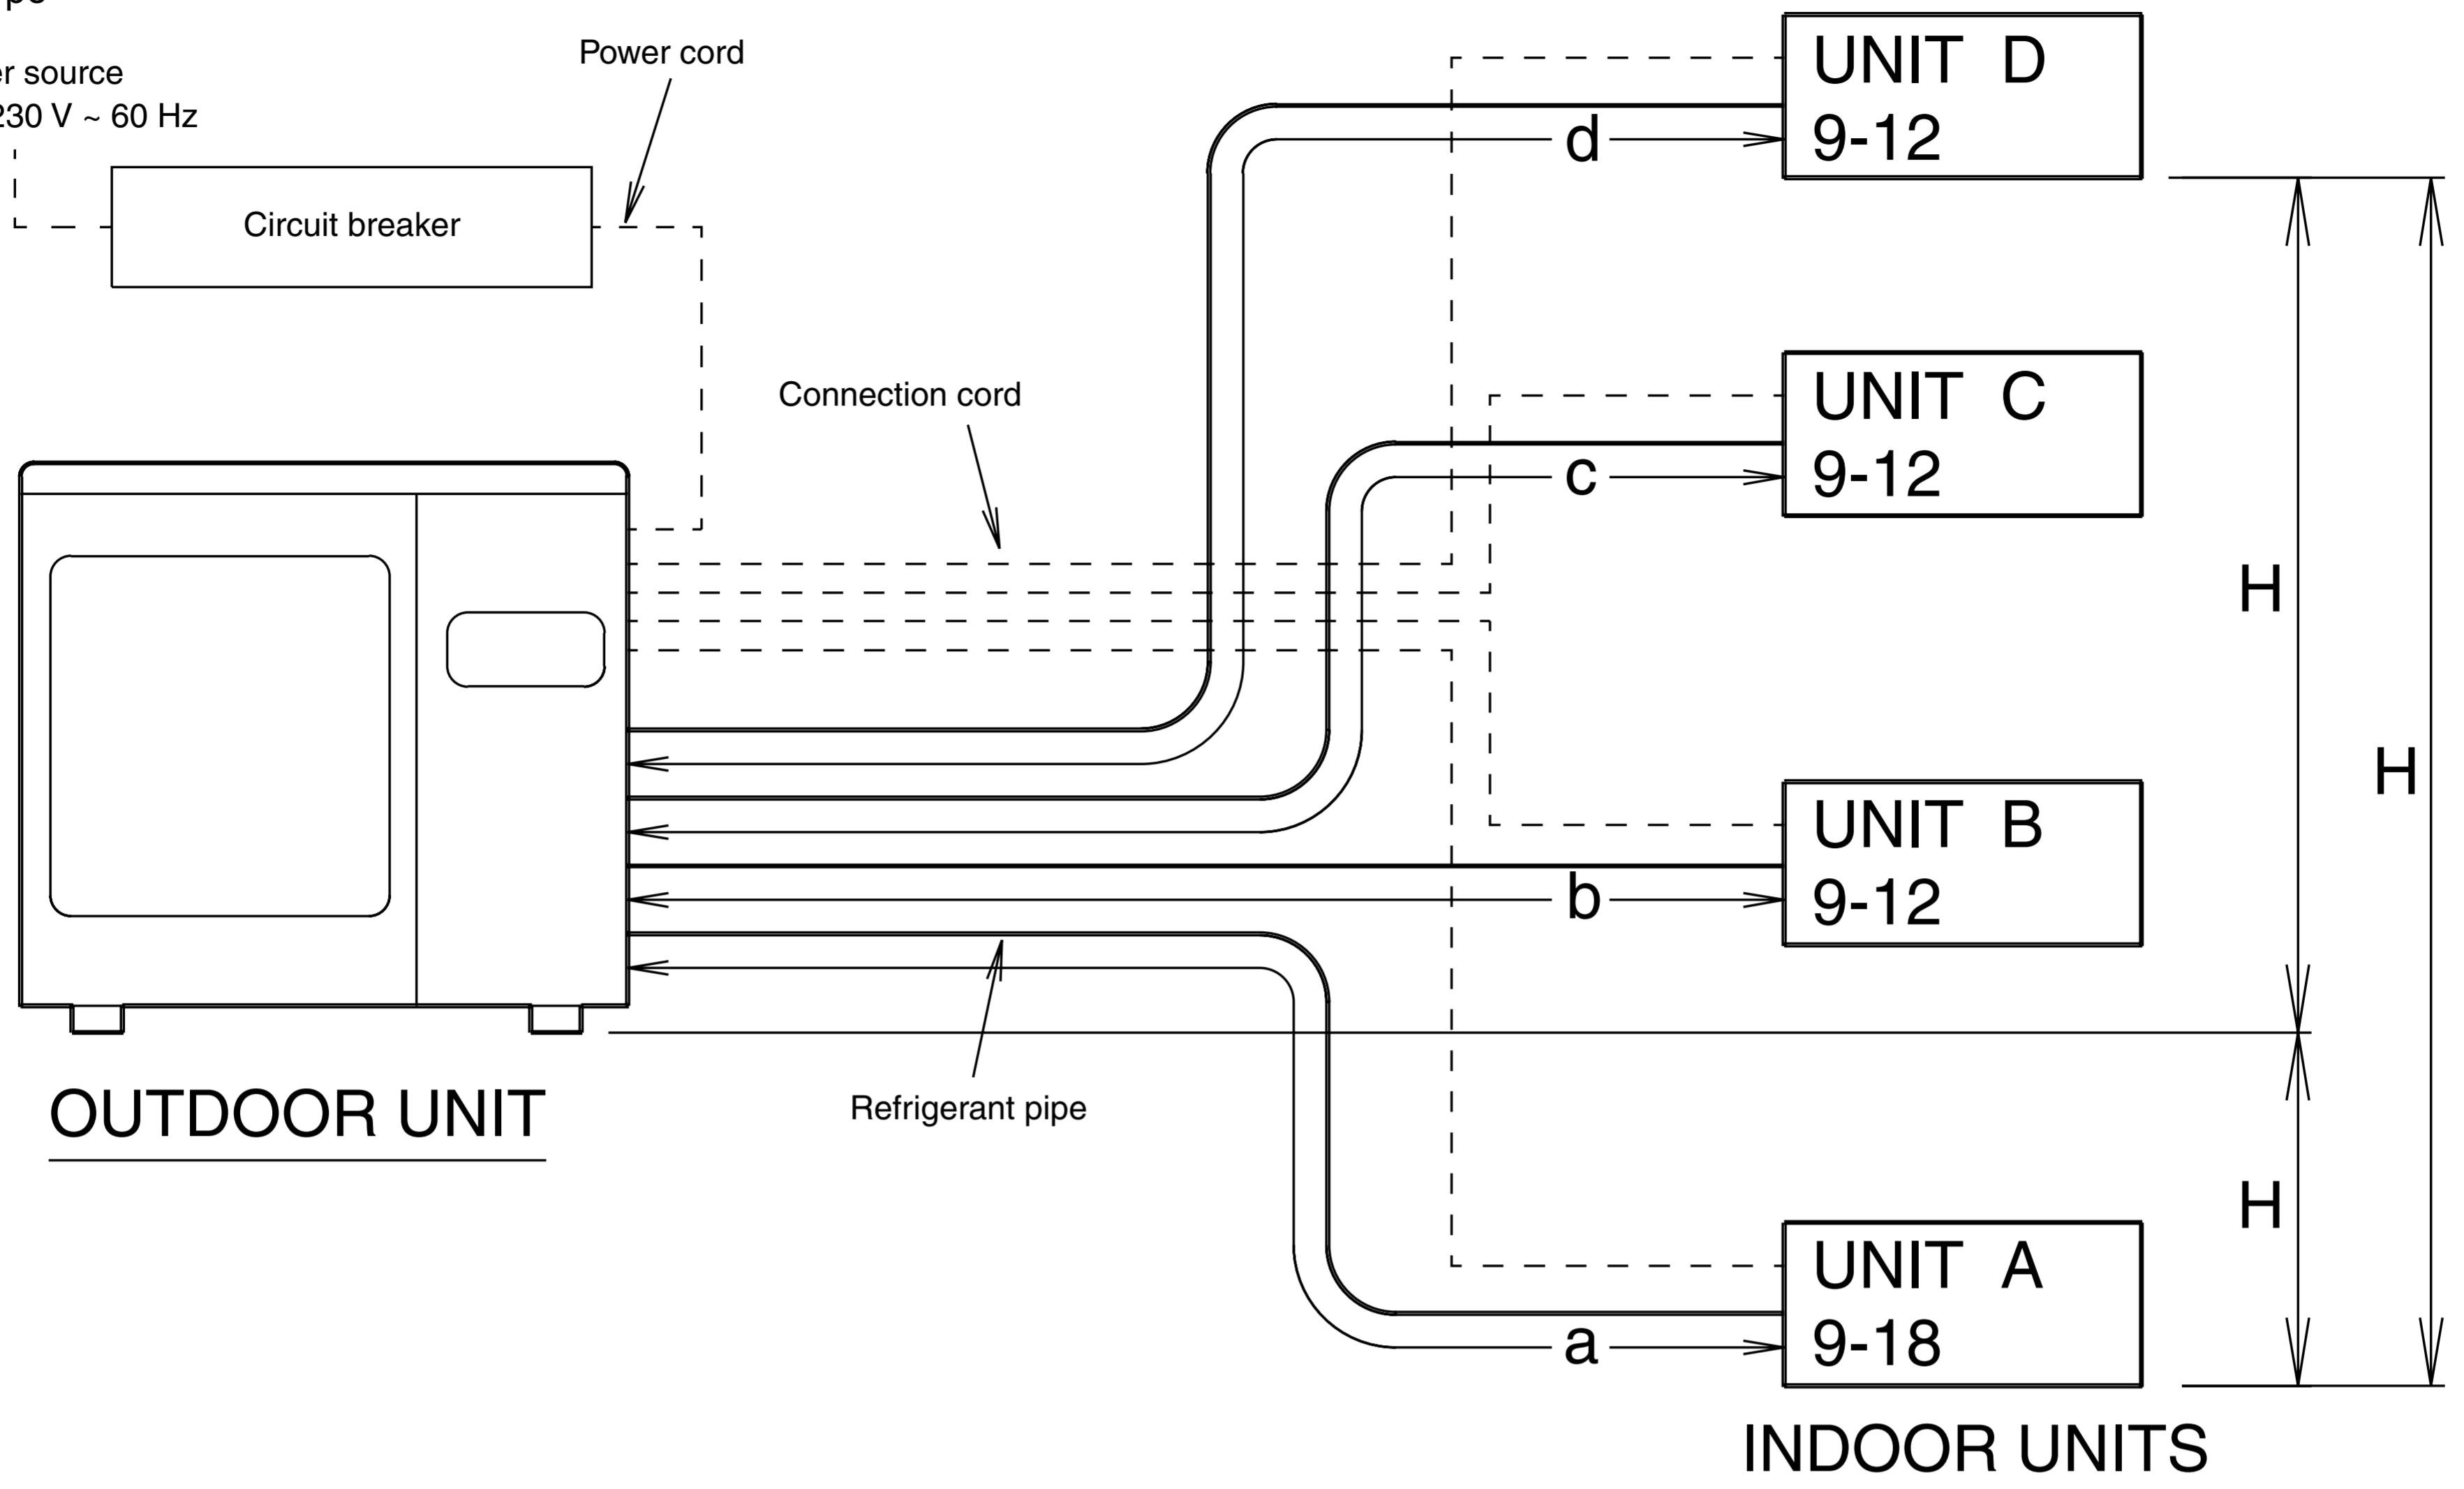 er source
230 V ~ 60 Hz
Power cord
Circuit breaker
Connection cord
UNIT D
9-12
d
UNIT C
9-12
c
H
H
UNIT B
9-12
b
OUTDOOR UNIT
Refrigerant pipe
H
UNIT A
9-18
a
INDOOR UNITS